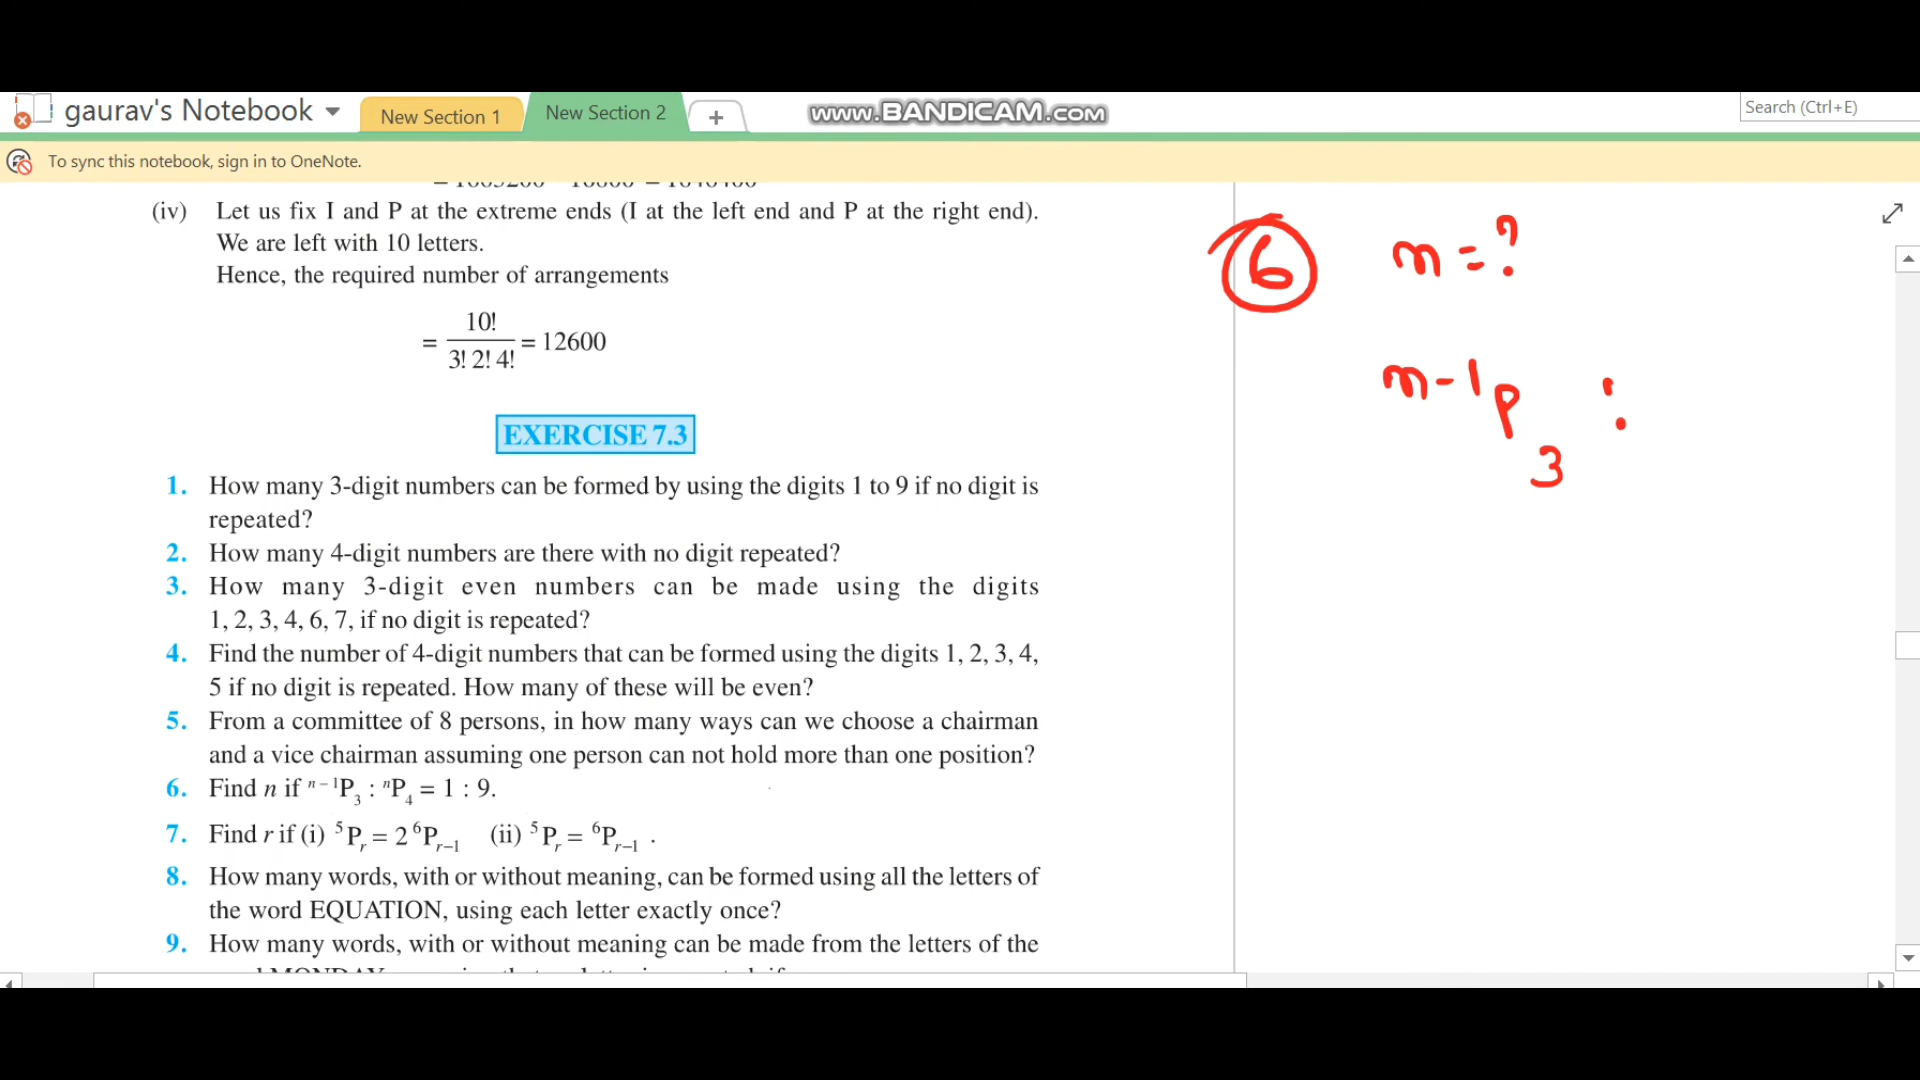 gaurav's Notebook
New Section 1
New Section 2
+
www.BANDICAM.com
Search (Ctrl+E)
To sync this notebook, sign in to OneNote.
(iv) Let us fix I and P at the extreme ends (I at the left end and P at the right end).
We are left with 10 letters.
Hence, the required number of arrangements
= 10! / 3! 2! 4! = 12600
EXERCISE 7.3
1. How many 3-digit numbers can be formed by using the digits 1 to 9 if no digit is
repeated?
2. How many 4-digit numbers are there with no digit repeated?
3. How many 3-digit even numbers can be made using the digits
1, 2, 3, 4, 6, 7, if no digit is repeated?
4. Find the number of 4-digit numbers that can be formed using the digits 1, 2, 3, 4,
5 if no digit is repeated. How many of these will be even?
5. From a committee of 8 persons, in how many ways can we choose a chairman
and a vice chairman assuming one person can not hold more than one position?
6. Find n if ⁿ⁻¹P₃ : ⁿP₄ = 1 : 9.
7. Find r if (i) ⁵Pᵣ = 2 ⁶Pᵣ₋₁ (ii) ⁵Pᵣ = ⁶Pᵣ₋₁ .
8. How many words, with or without meaning, can be formed using all the letters of
the word EQUATION, using each letter exactly once?
9. How many words, with or without meaning can be made from the letters of the
6 n = ?
n-1 P 3 :